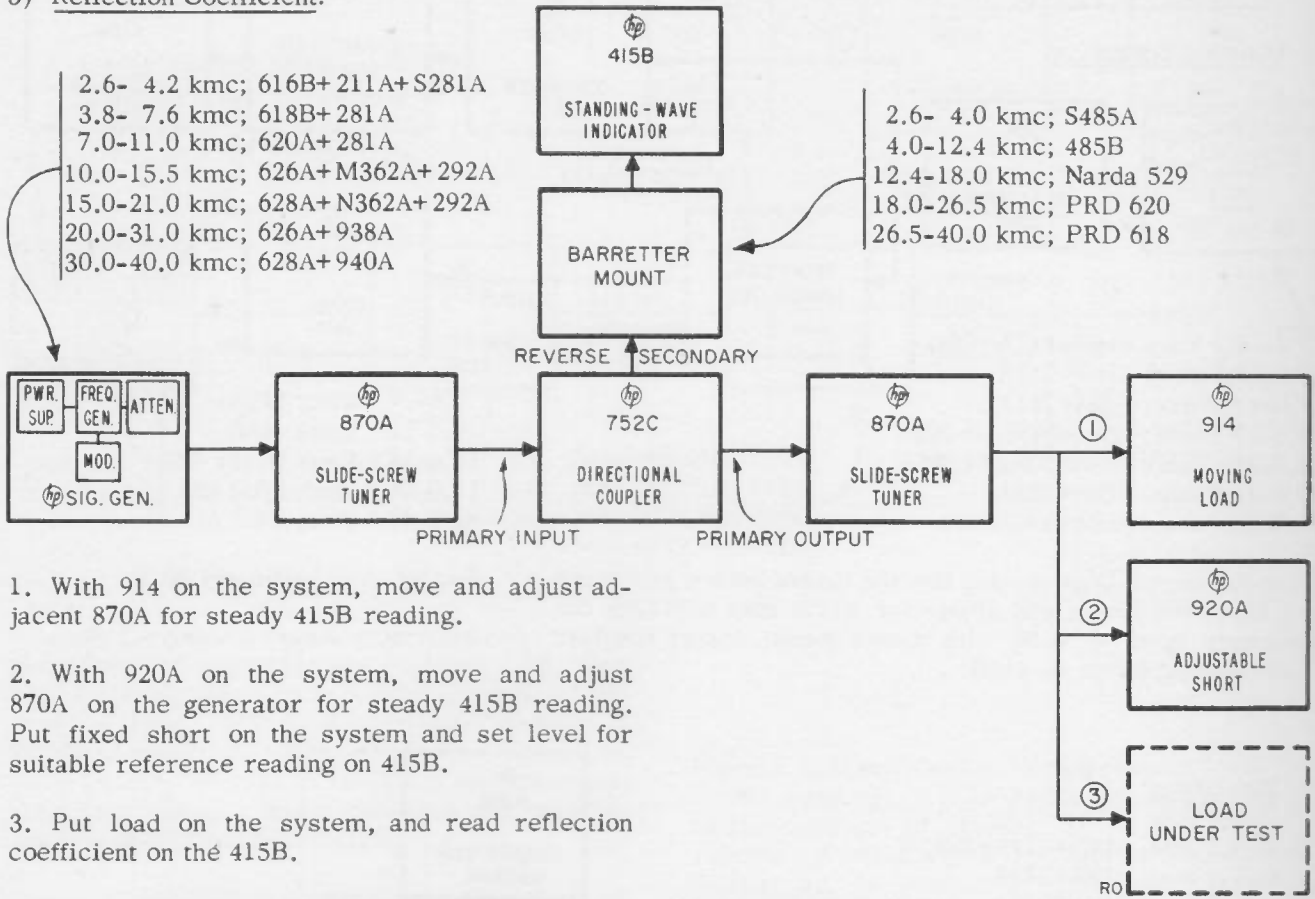 Reflection Coefficient.
hp
415B
STANDING-WAVE
INDICATOR
2.6- 4.2 kmc; 616B+211A+S281A
3.8- 7.6 kmc; 618B+281A
7.0-11.0 kmc; 620A+281A
10.0-15.5 kmc; 626A+M362A+292A
15.0-21.0 kmc; 628A+N362A+292A
20.0-31.0 kmc; 626A+938A
30.0-40.0 kmc; 628A+940A
2.6- 4.0 kmc; S485A
4.0-12.4 kmc; 485B
12.4-18.0 kmc; Narda 529
18.0-26.5 kmc; PRD 620
26.5-40.0 kmc; PRD 618
BARRETTER
MOUNT
REVERSE SECONDARY
PWR.
SUP.
FREQ.
GEN.
ATTEN.
MOD.
hp SIG. GEN.
hp
870A
SLIDE-SCREW
TUNER
hp
752C
DIRECTIONAL
COUPLER
hp
870A
SLIDE-SCREW
TUNER
1
hp
914
MOVING
LOAD
PRIMARY INPUT
PRIMARY OUTPUT
2
hp
920A
ADJUSTABLE
SHORT
3
LOAD
UNDER TEST
RO
1. With 914 on the system, move and adjust ad-
jacent 870A for steady 415B reading.
2. With 920A on the system, move and adjust
870A on the generator for steady 415B reading.
Put fixed short on the system and set level for
suitable reference reading on 415B.
3. Put load on the system, and read reflection
coefficient on the 415B.